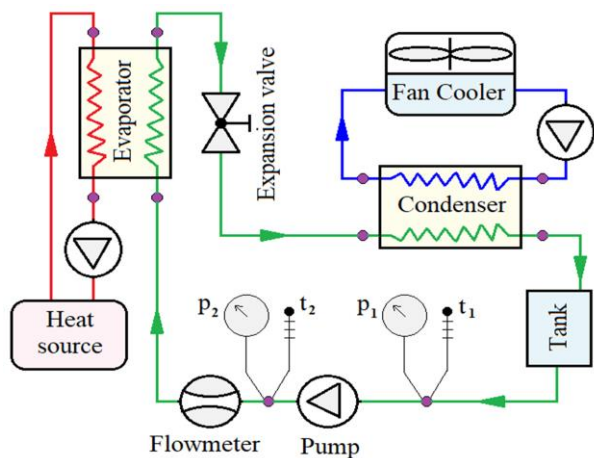 Evaporator
Expansion valve
Fan Cooler
Condenser
Heat
source
p₂
t₂
p₁
t₁
Tank
Flowmeter
Pump